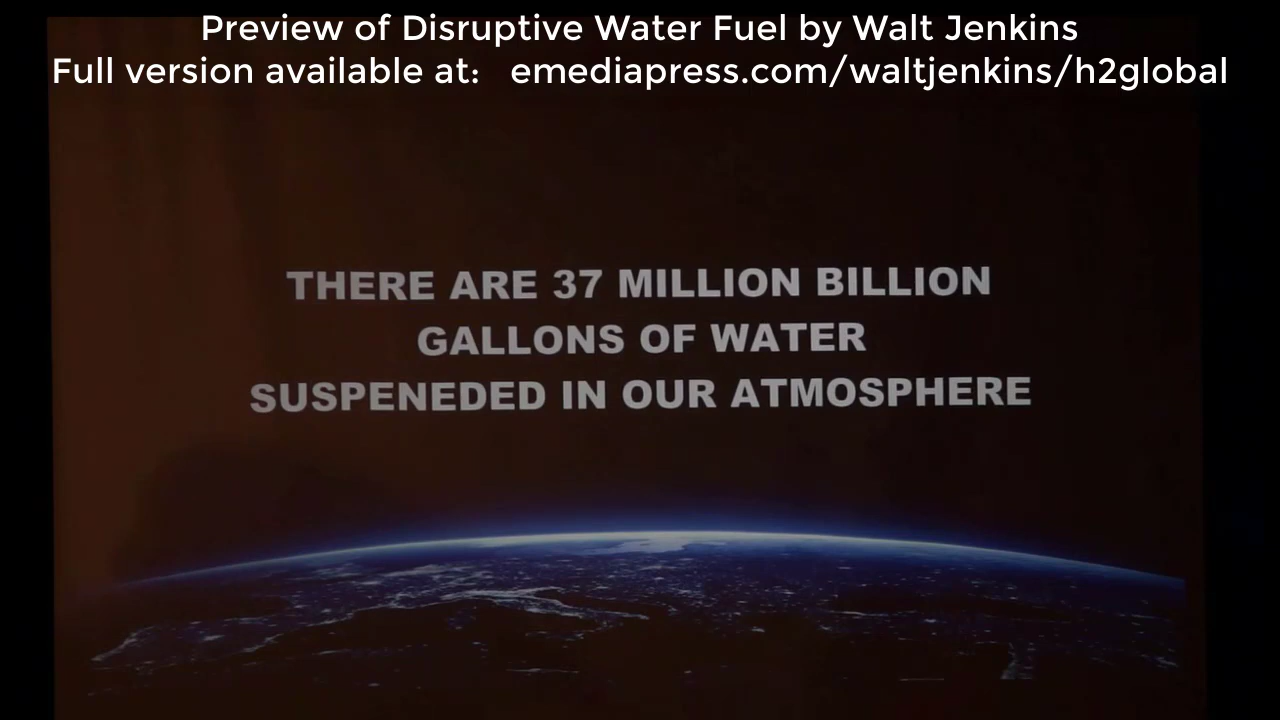 Preview of Disruptive Water Fuel by Walt Jenkins
Full version available at: emediapress.com/waltjenkins/h2global
THERE ARE 37 MILLION BILLION
GALLONS OF WATER
SUSPENEDED IN OUR ATMOSPHERE